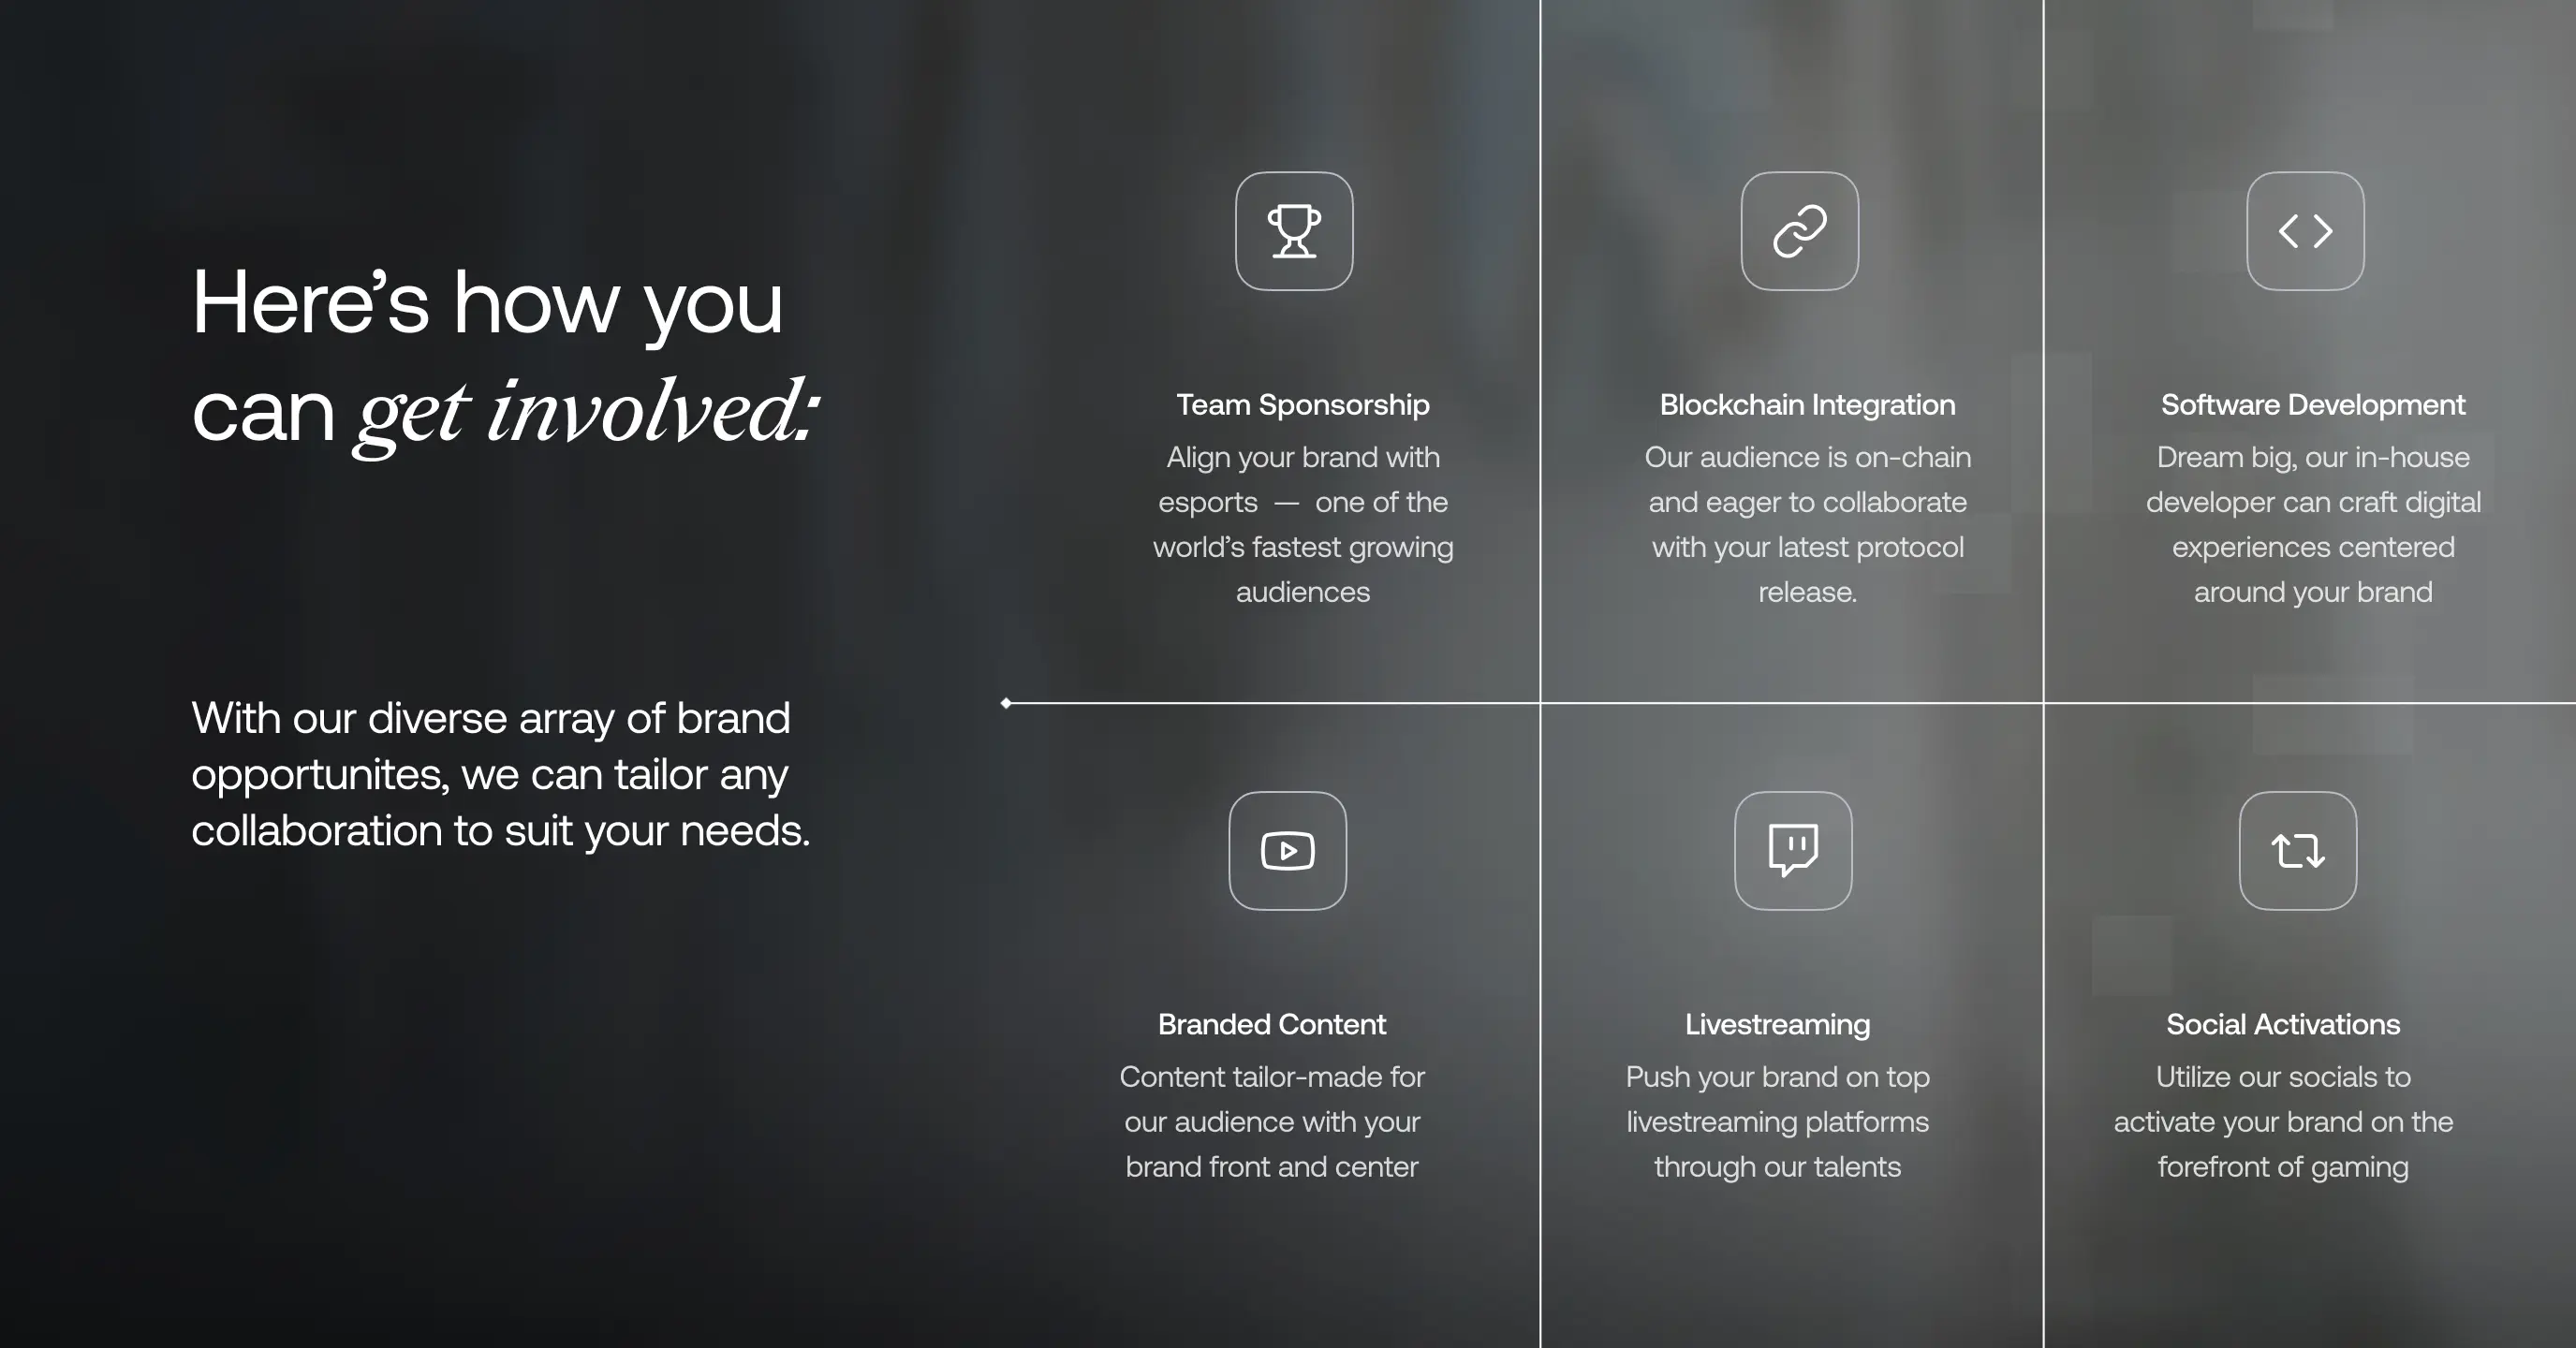 Here’s how you
can get involved:
With our diverse array of brand
opportunites, we can tailor any
collaboration to suit your needs.
Team Sponsorship
Align your brand with
esports — one of the
world’s fastest growing
audiences
Blockchain Integration
Our audience is on-chain
and eager to collaborate
with your latest protocol
release.
Software Development
Dream big, our in-house
developer can craft digital
experiences centered
around your brand
Branded Content
Content tailor-made for
our audience with your
brand front and center
Livestreaming
Push your brand on top
livestreaming platforms
through our talents
Social Activations
Utilize our socials to
activate your brand on the
forefront of gaming